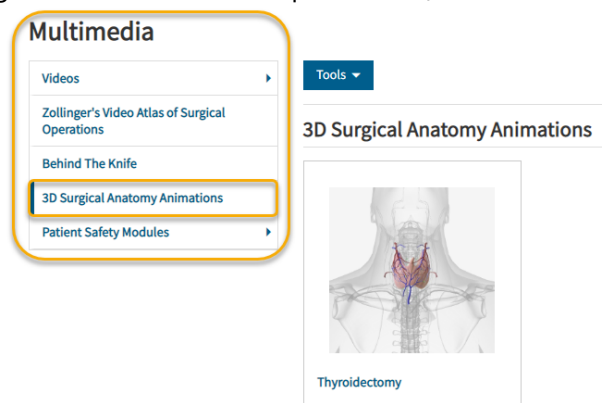 Multimedia
Videos
Zollinger's Video Atlas of Surgical
Operations
Behind The Knife
3D Surgical Anatomy Animations
Patient Safety Modules
Tools
3D Surgical Anatomy Animations
Thyroidectomy